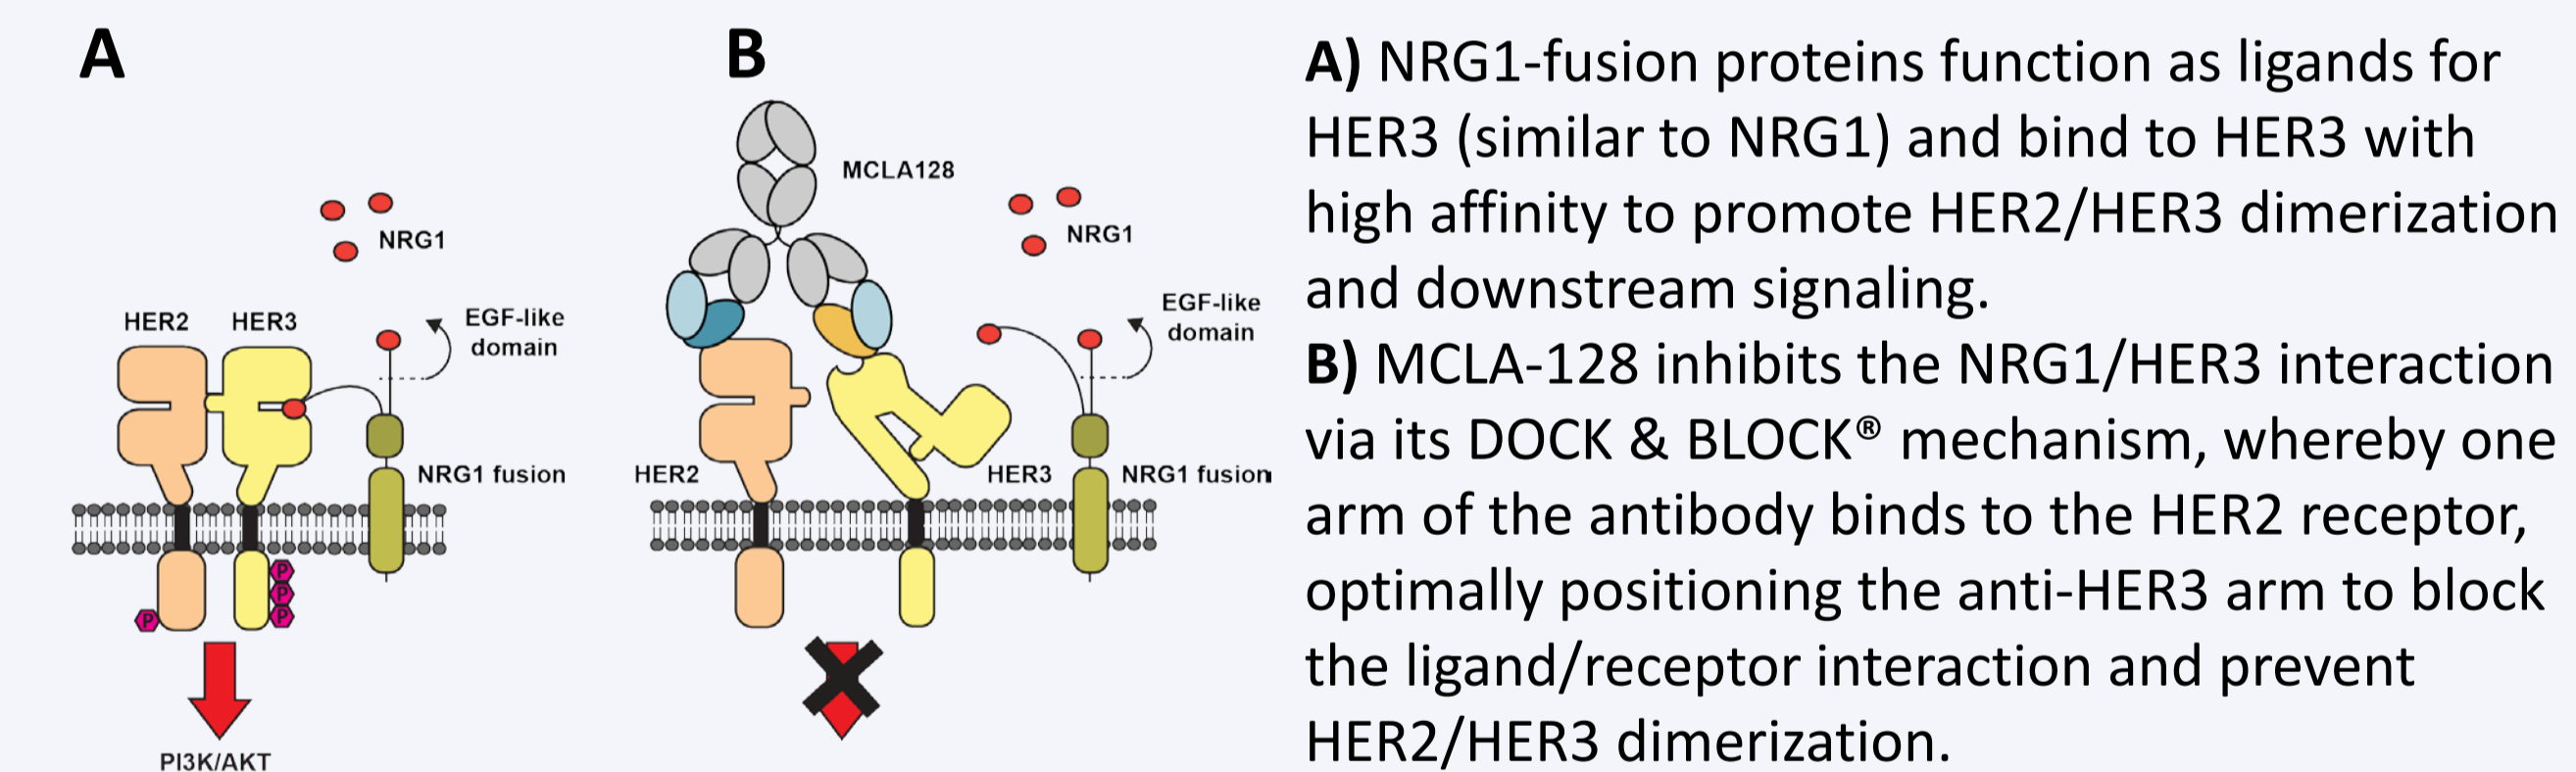 A
B
MCLA128
NRG1
NRG1
HER2
HER3
EGF-like
domain
EGF-like
domain
HER2
HER3
NRG1 fusion
NRG1 fusion
P
P
P
P
PI3K/AKT
A) NRG1-fusion proteins function as ligands for
HER3 (similar to NRG1) and bind to HER3 with
high affinity to promote HER2/HER3 dimerization
and downstream signaling.
B) MCLA-128 inhibits the NRG1/HER3 interaction
via its DOCK & BLOCK® mechanism, whereby one
arm of the antibody binds to the HER2 receptor,
optimally positioning the anti-HER3 arm to block
the ligand/receptor interaction and prevent
HER2/HER3 dimerization.